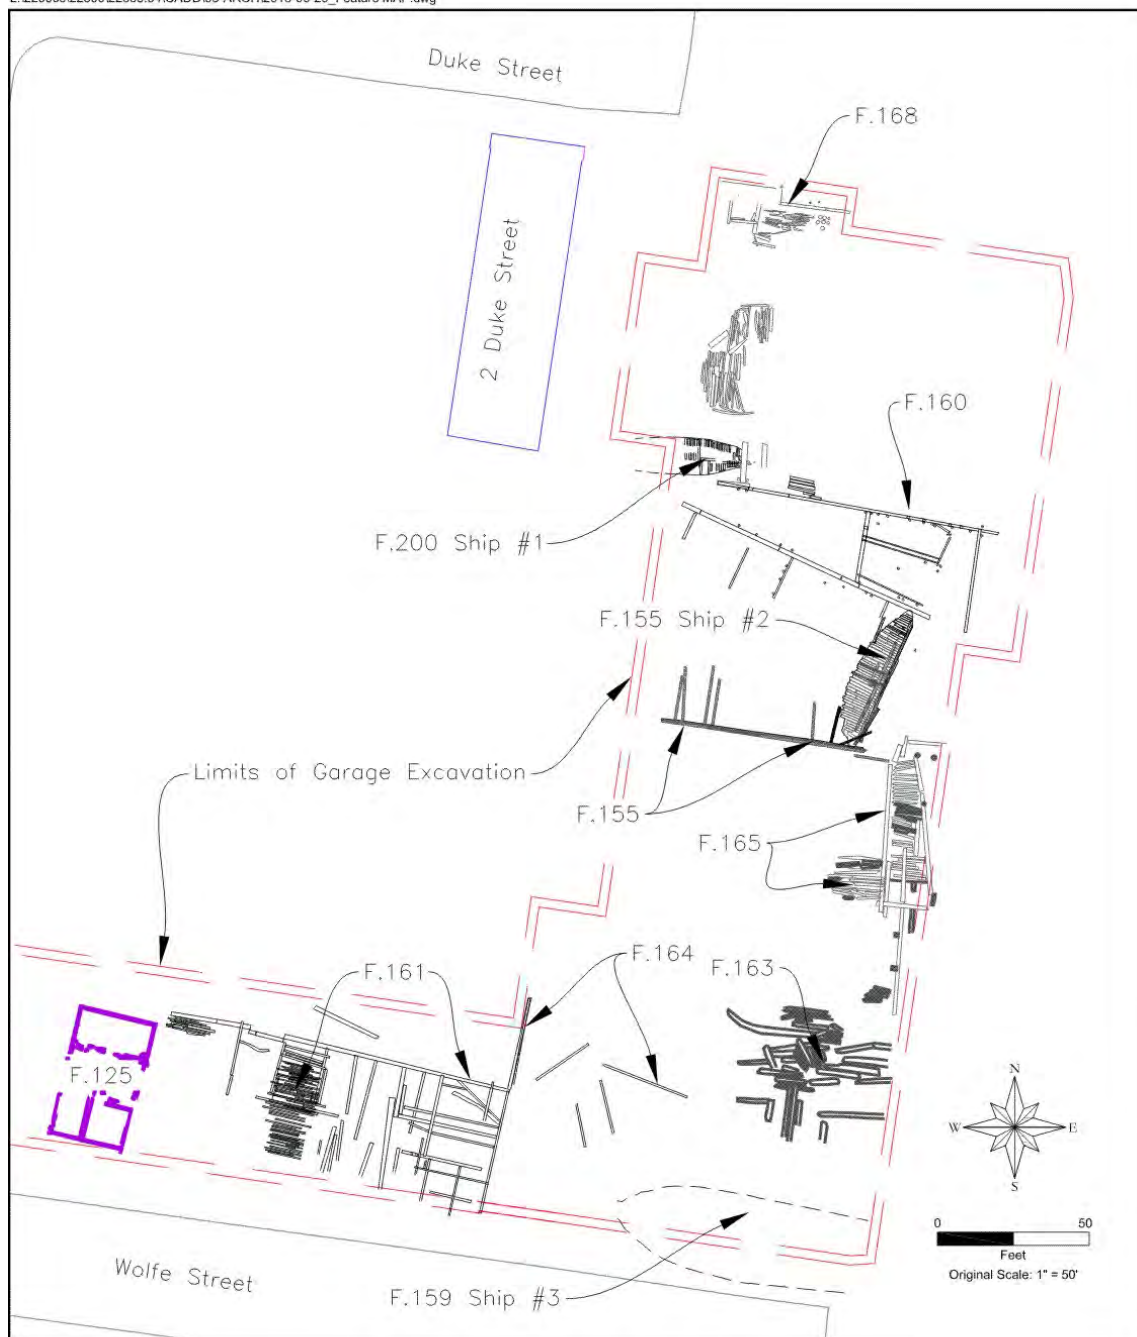 Duke Street
F.168
2 Duke Street
F.160
F.200 Ship #1
F.155 Ship #2
Limits of Garage Excavation
F.155
F.165
F.161
F.164
F.163
F.125
N
W
E
S
0
50
Feet
Original Scale: 1" = 50'
Wolfe Street
F.159 Ship #3